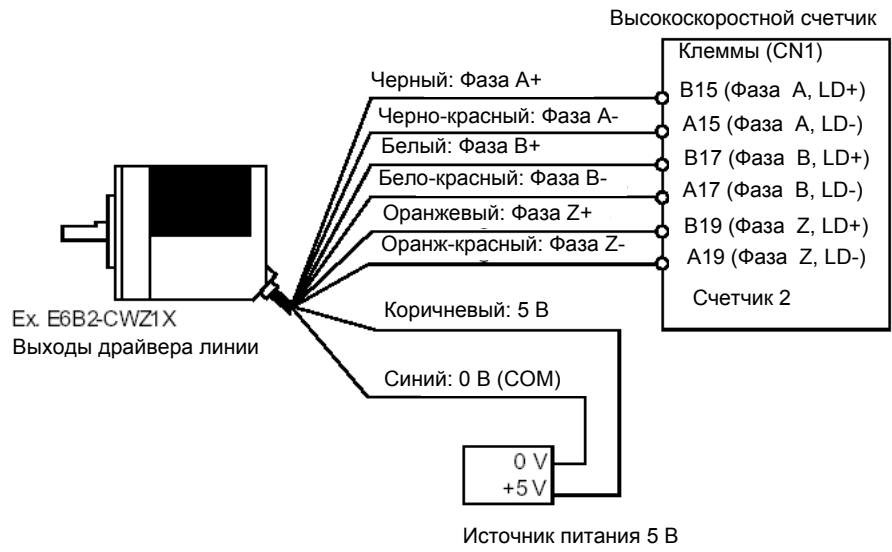 Высокоскоростной счетчик
Клеммы (CN1)
Черный: Фаза A+
B15 (Фаза A, LD+)
Черно-красный: Фаза A-
A15 (Фаза A, LD-)
Белый: Фаза B+
B17 (Фаза B, LD+)
Бело-красный: Фаза B-
A17 (Фаза B, LD-)
Оранжевый: Фаза Z+
B19 (Фаза Z, LD+)
Оранж-красный: Фаза Z-
A19 (Фаза Z, LD-)
Счетчик 2
Коричневый: 5 В
Ex. E6B2-CWZ1X
Выходы драйвера линии
Синий: 0 В (COM)
0 V
+5 V
Источник питания 5 В